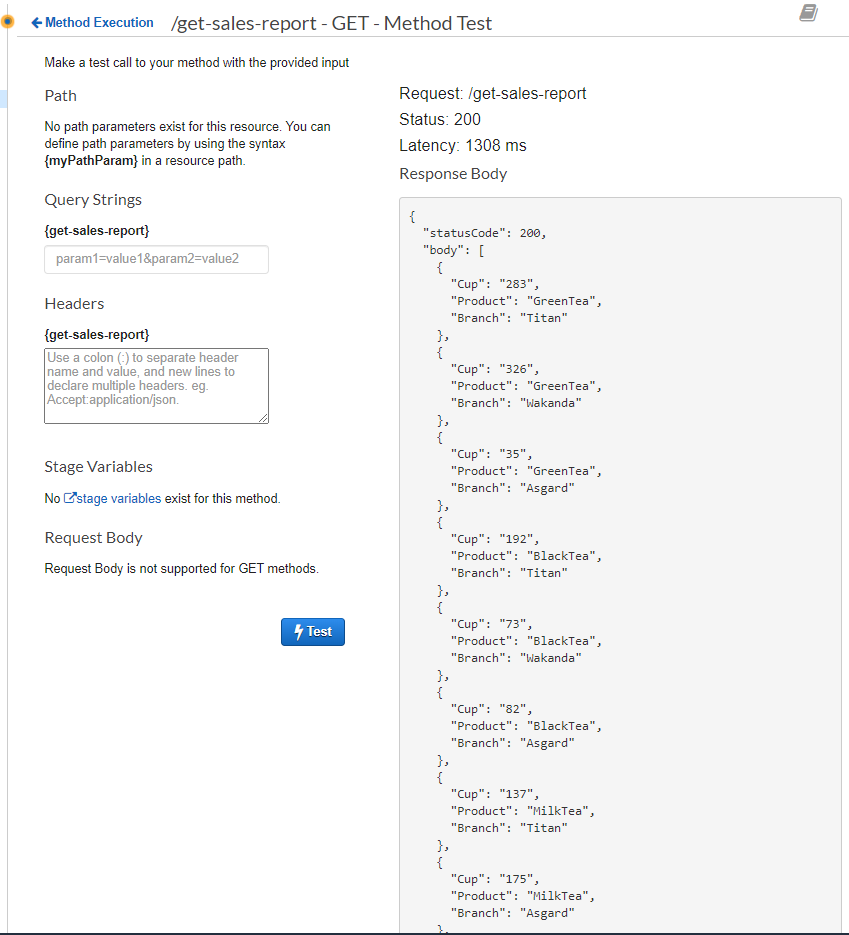 Method Execution /get-sales-report - GET - Method Test
Make a test call to your method with the provided input
Path
No path parameters exist for this resource. You can
define path parameters by using the syntax
{myPathParam} in a resource path.
Query Strings
{get-sales-report}
param1=value1&param2=value2
Headers
{get-sales-report}
Use a colon (:) to separate header
name and value, and new lines to
declare multiple headers. eg.
Accept:application/json.
Stage Variables
No stage variables exist for this method.
Request Body
Request Body is not supported for GET methods.
Test
Request: /get-sales-report
Status: 200
Latency: 1308 ms
Response Body
{
  "statusCode": 200,
  "body": [
    {
      "Cup": "283",
      "Product": "GreenTea",
      "Branch": "Titan"
    },
    {
      "Cup": "326",
      "Product": "GreenTea",
      "Branch": "Wakanda"
    },
    {
      "Cup": "35",
      "Product": "GreenTea",
      "Branch": "Asgard"
    },
    {
      "Cup": "192",
      "Product": "BlackTea",
      "Branch": "Titan"
    },
    {
      "Cup": "73",
      "Product": "BlackTea",
      "Branch": "Wakanda"
    },
    {
      "Cup": "82",
      "Product": "BlackTea",
      "Branch": "Asgard"
    },
    {
      "Cup": "137",
      "Product": "MilkTea",
      "Branch": "Titan"
    },
    {
      "Cup": "175",
      "Product": "MilkTea",
      "Branch": "Asgard"
    },